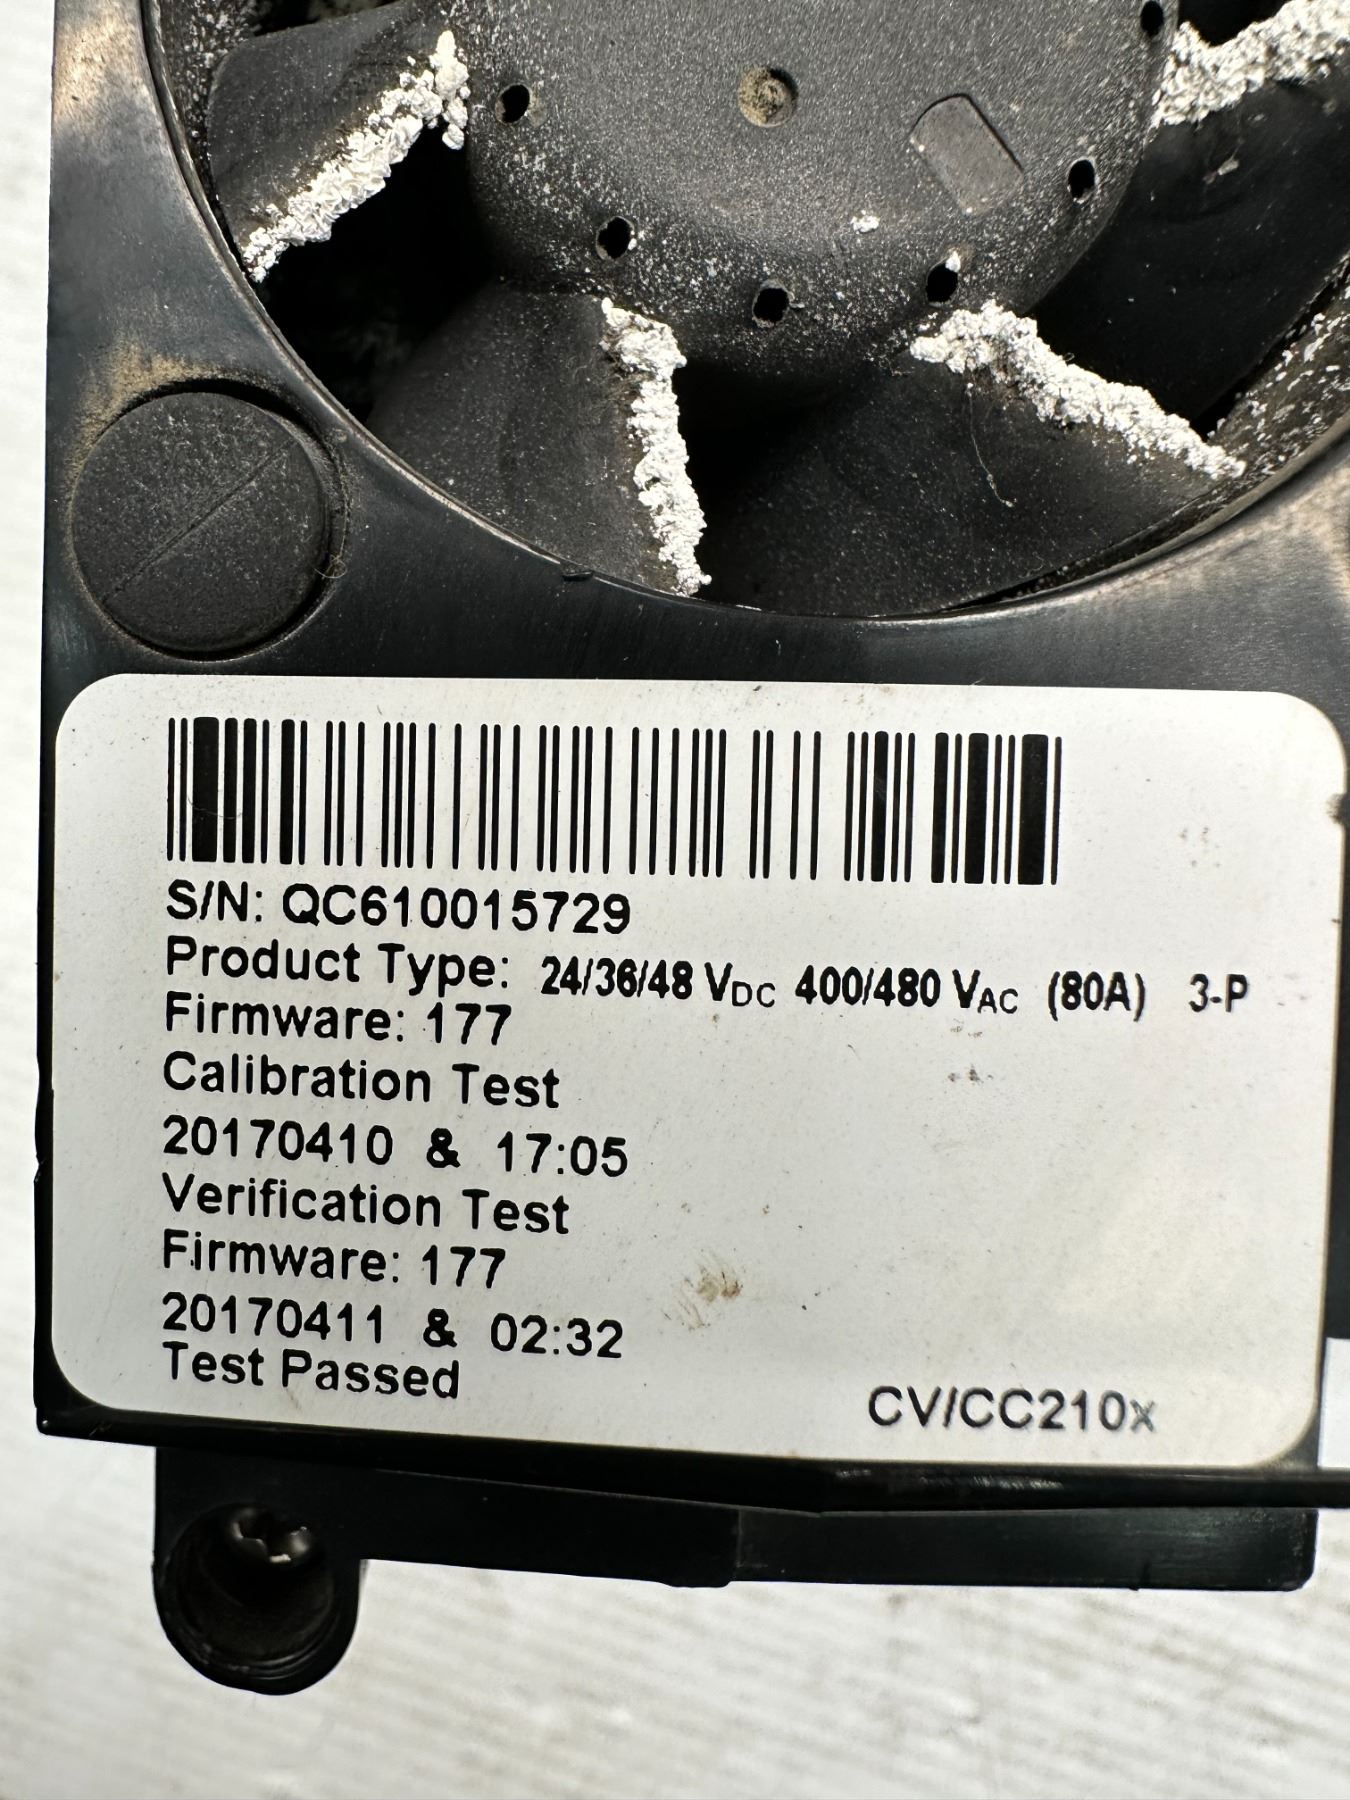 S/N: QC610015729
Product Type: 24/36/48 VDC 400/480 VAC (80A) 3-P
Firmware: 177
Calibration Test
20170410 & 17:05
Verification Test
Firmware: 177
20170411 & 02:32
Test Passed
CV/CC210x